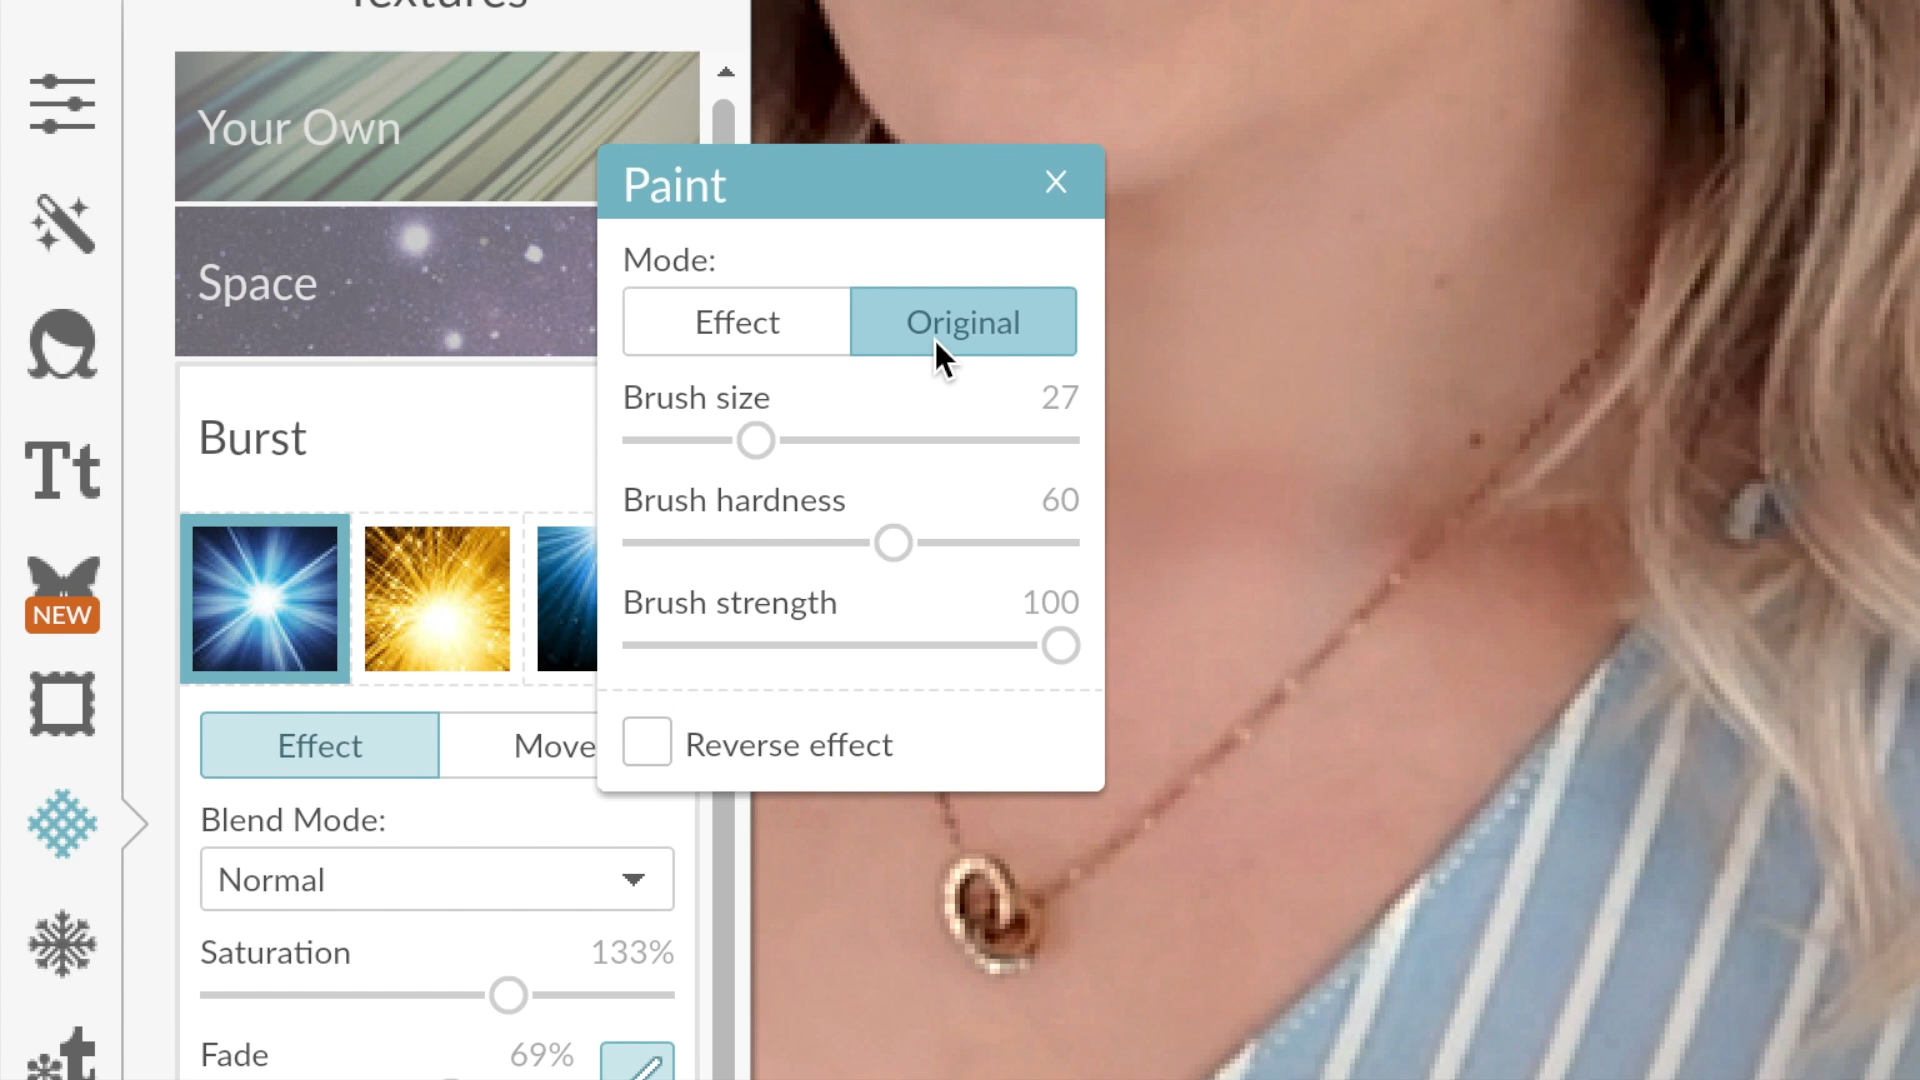 Textures
Your Own
Space
Burst
Effect
Move
Blend Mode:
Normal
Saturation 133%
Fade 69%
Paint
Mode:
Effect Original
Brush size 27
Brush hardness 60
Brush strength 100
Reverse effect
Tt
NEW
t